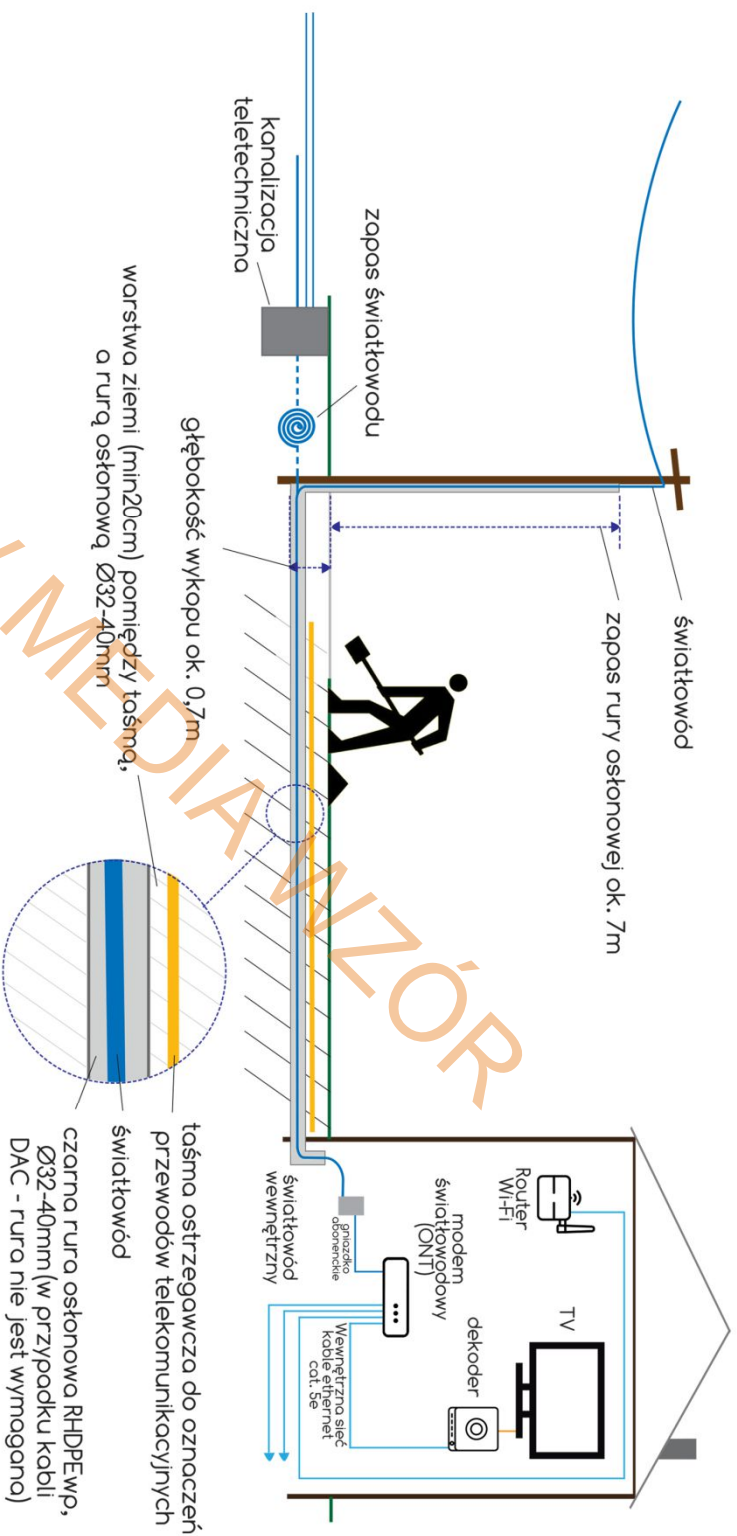 światłowód
zapas rury osłonowej ok. 7m
zapas światłowodu
kanalizacja
teletechniczna
głębokość wykopu ok. 0,7m
warstwa ziemi (min20cm) pomiędzy taśmą,
a rurą osłonową Ø32-40mm
Router
Wi-Fi
TV
dekoder
modem
światłowodowy
(ONT)
Wewnętrzna sieć
kable ethernet
cat. 5e
gniazdko
abonenckie
światłowód
wewnętrzny
taśma ostrzegawcza do oznaczeń
przewodów telekomunikacyjnych
światłowód
czarna rura osłonowa RHDPEwp,
Ø32-40mm (w przypadku kabli
DAC - rura nie jest wymagana)
MEDIA WZÓR